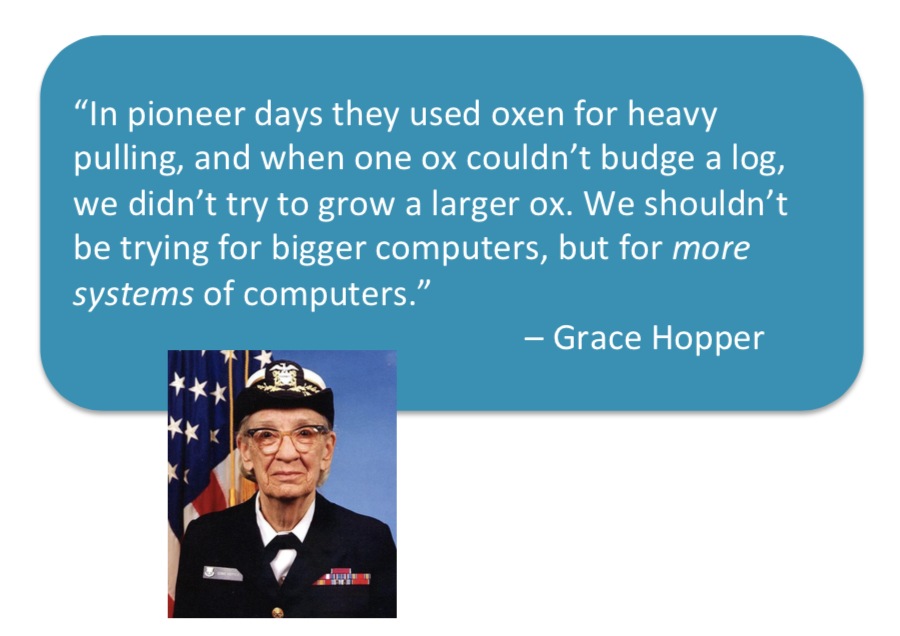 “In pioneer days they used oxen for heavy
pulling, and when one ox couldn’t budge a log,
we didn’t try to grow a larger ox. We shouldn’t
be trying for bigger computers, but for more
systems of computers.”
– Grace Hopper